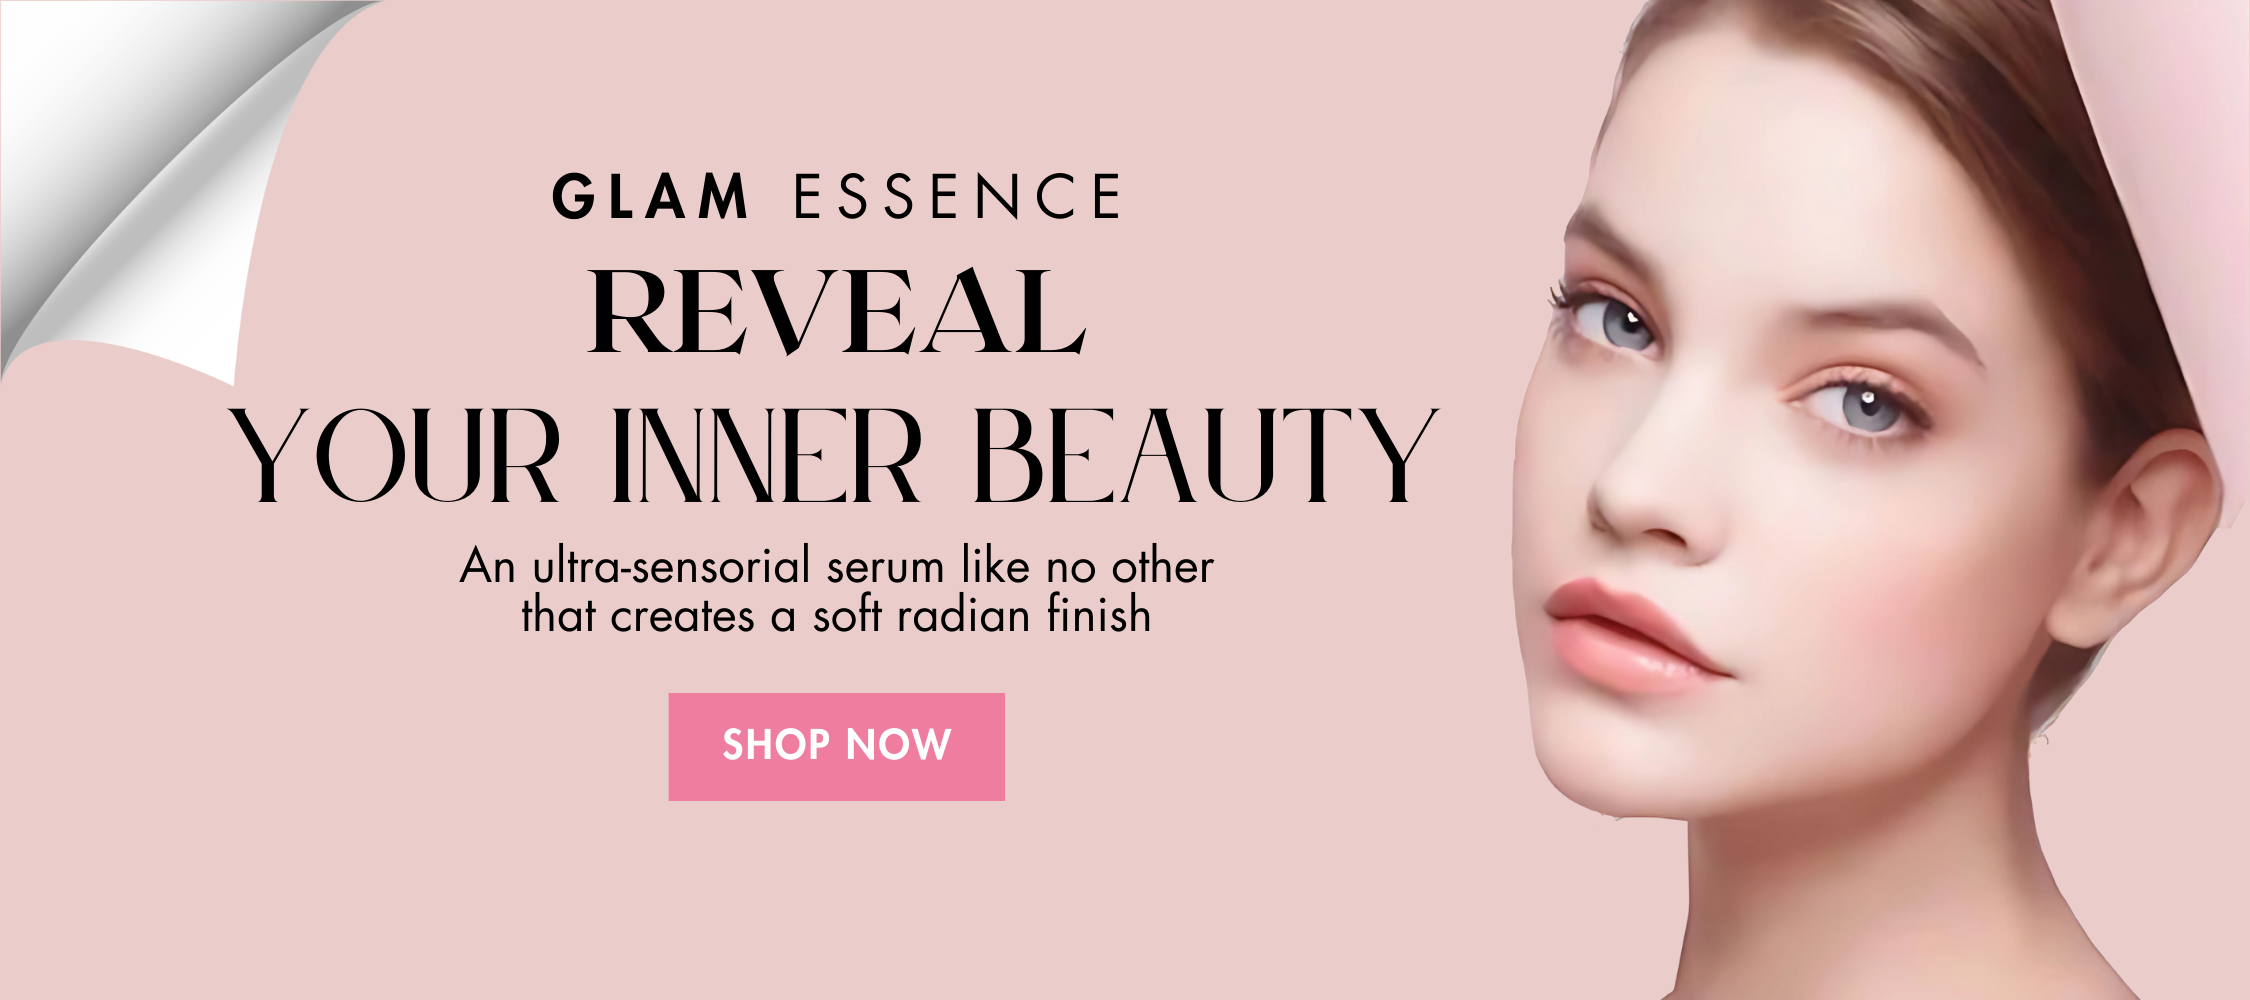 GLAM ESSENCE
REVEAL
YOUR INNER BEAUTY
An ultra-sensorial serum like no other
that creates a soft radian finish
SHOP NOW